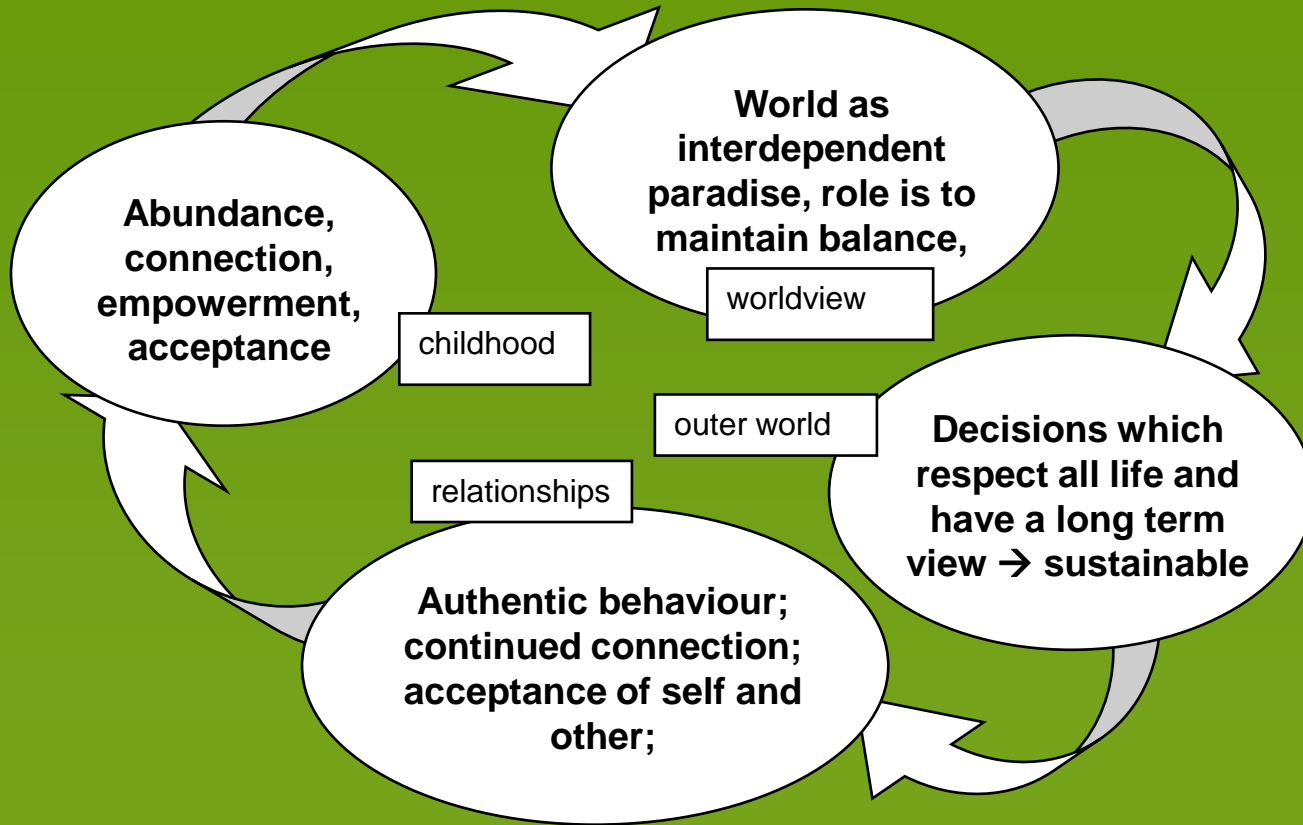 World as
interdependent
paradise, role is to
maintain balance,
worldview
Abundance,
connection,
empowerment,
acceptance
childhood
outer world
Decisions which
respect all life and
have a long term
view → sustainable
relationships
Authentic behaviour;
continued connection;
acceptance of self and
other;